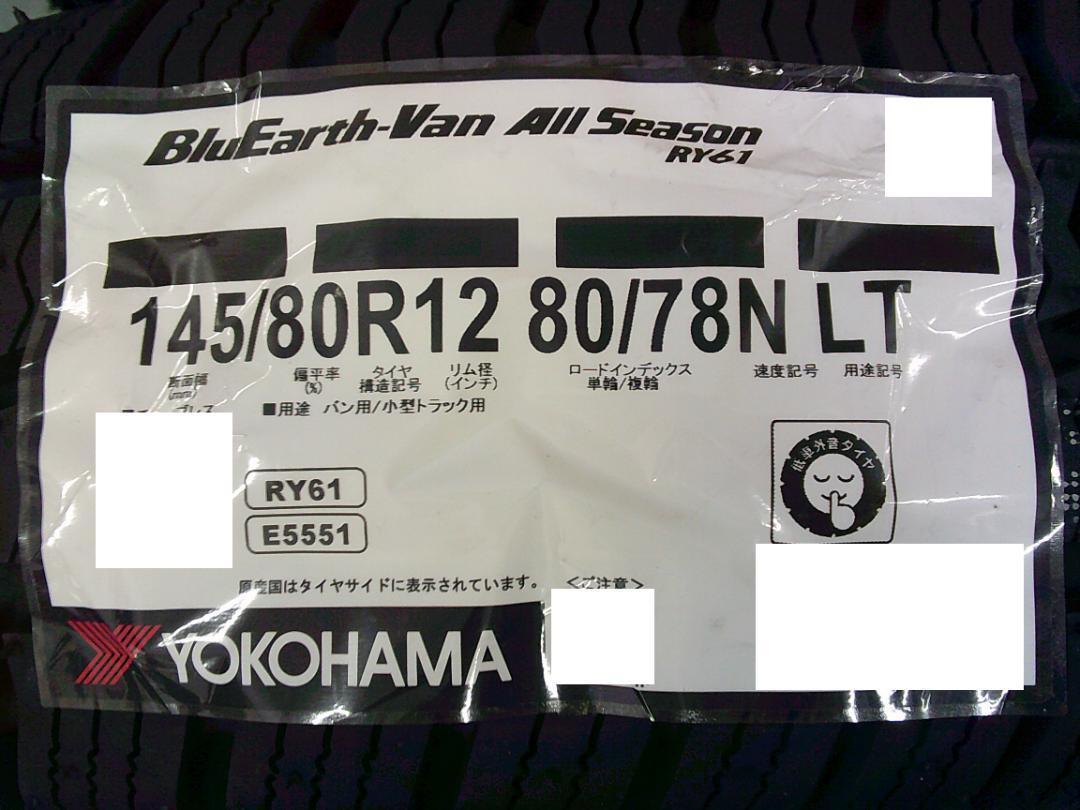 BluEarth-Van All Season
RY61
145/80R12 80/78N LT
断面幅
(mm)
偏平率
(%)
タイヤ
構造記号
リム径
(インチ)
ロードインデックス
単輪/複輪
速度記号
用途記号
■用途 バン用/小型トラック用
RY61
E5551
低車外音タイヤ
原産国はタイヤサイドに表示されています。
<ご注意>
YOKOHAMA